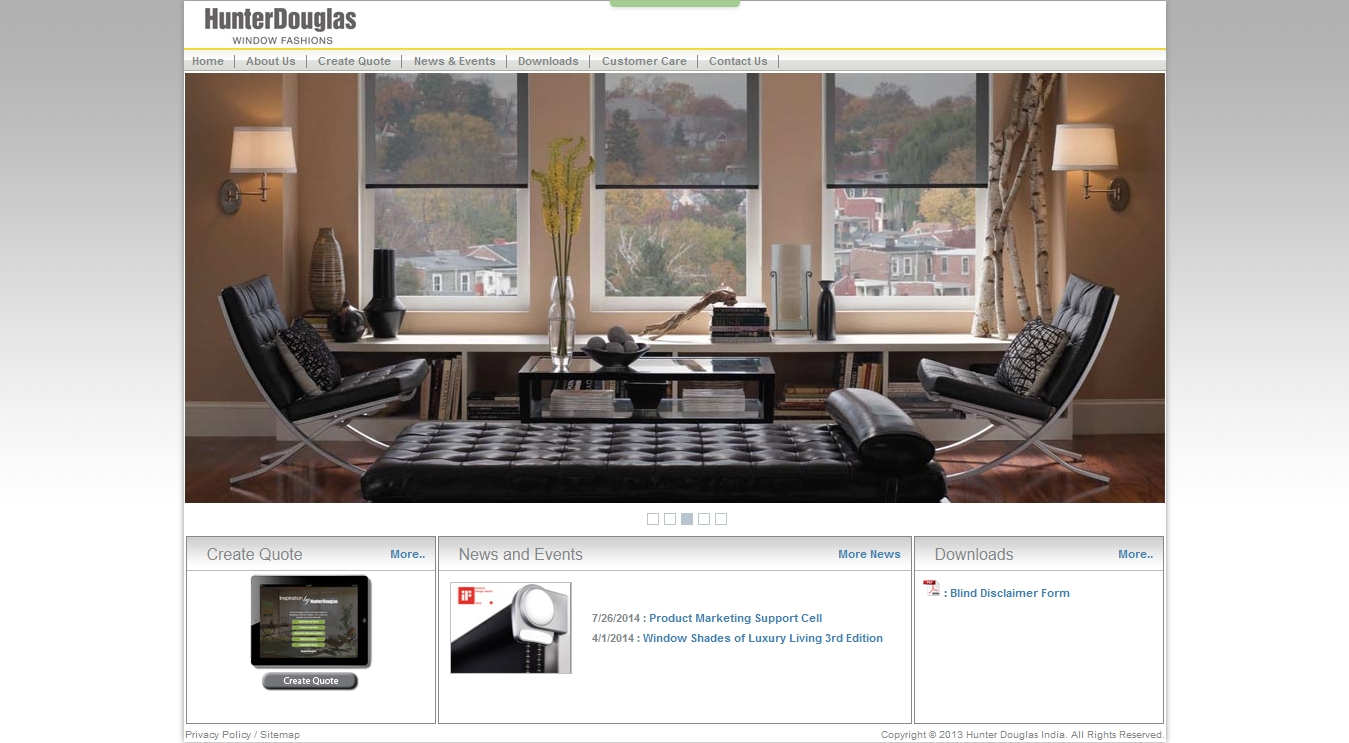 HunterDouglas
WINDOW FASHIONS
Home About Us Create Quote News & Events Downloads Customer Care Contact Us
Create Quote More..
News and Events More News
Downloads More..
Inspiration by HunterDouglas
Create Quote
iF
7/26/2014 : Product Marketing Support Cell
4/1/2014 : Window Shades of Luxury Living 3rd Edition
PDF : Blind Disclaimer Form
Privacy Policy / Sitemap
Copyright © 2013 Hunter Douglas India. All Rights Reserved.